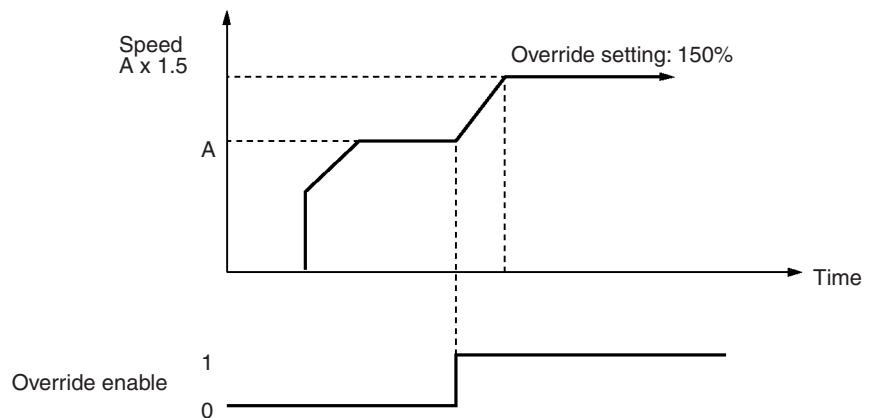 Speed
A x 1.5
Override setting: 150%
A
Time
1
Override enable
0